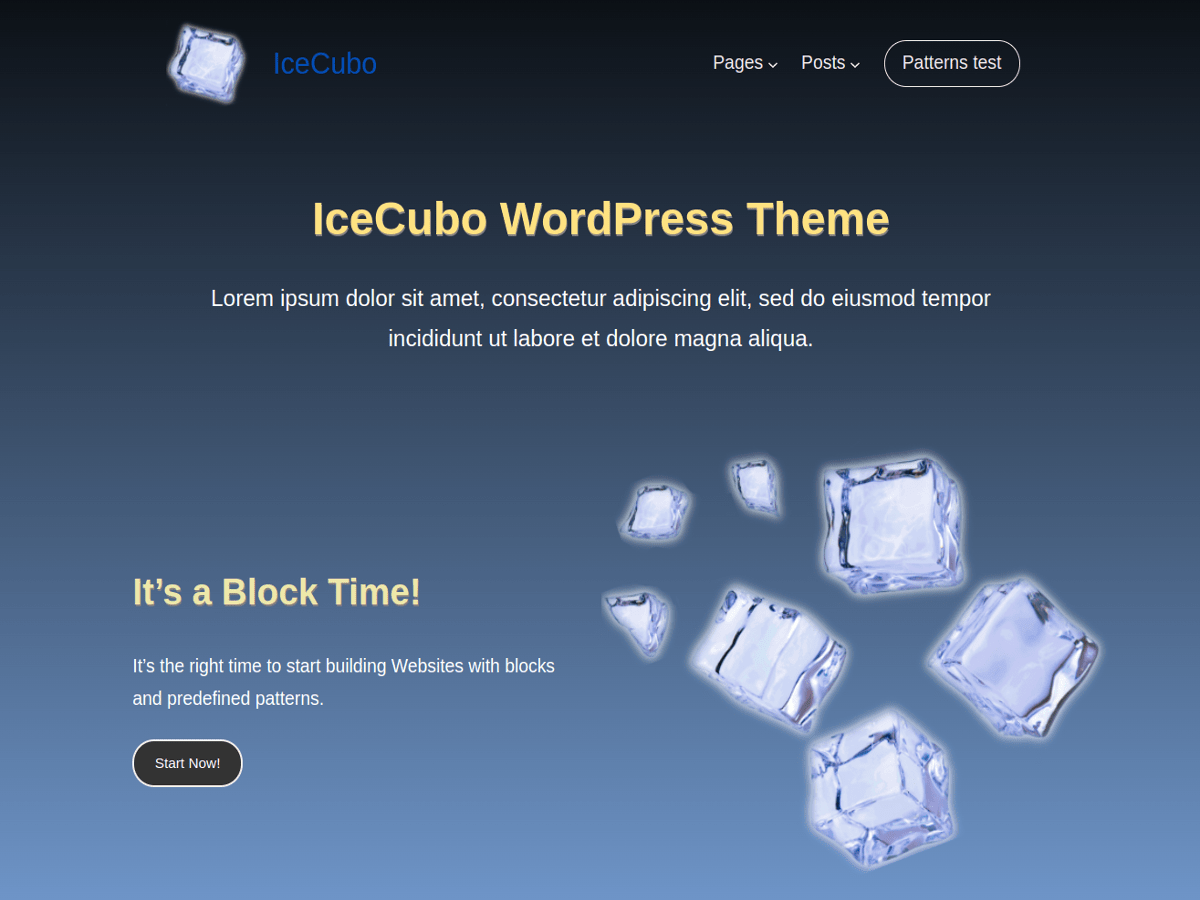 IceCubo
Pages
Posts
Patterns test
IceCubo WordPress Theme
Lorem ipsum dolor sit amet, consectetur adipiscing elit, sed do eiusmod tempor
incididunt ut labore et dolore magna aliqua.
It’s a Block Time!
It’s the right time to start building Websites with blocks
and predefined patterns.
Start Now!